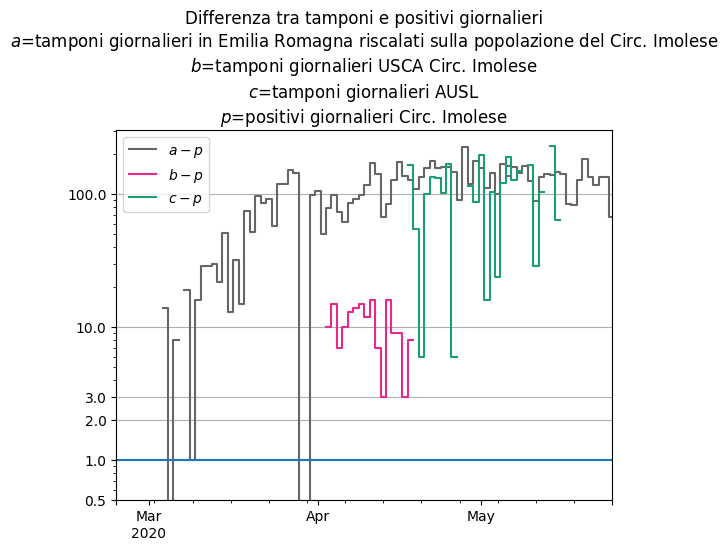 Differenza tra tamponi e positivi giornalieri
a=tamponi giornalieri in Emilia Romagna riscalati sulla popolazione del Circ. Imolese
b=tamponi giornalieri USCA Circ. Imolese
c=tamponi giornalieri AUSL
p=positivi giornalieri Circ. Imolese
a − p
b − p
c − p
100.0
10.0
3.0
2.0
1.0
0.5
Mar Apr May
2020